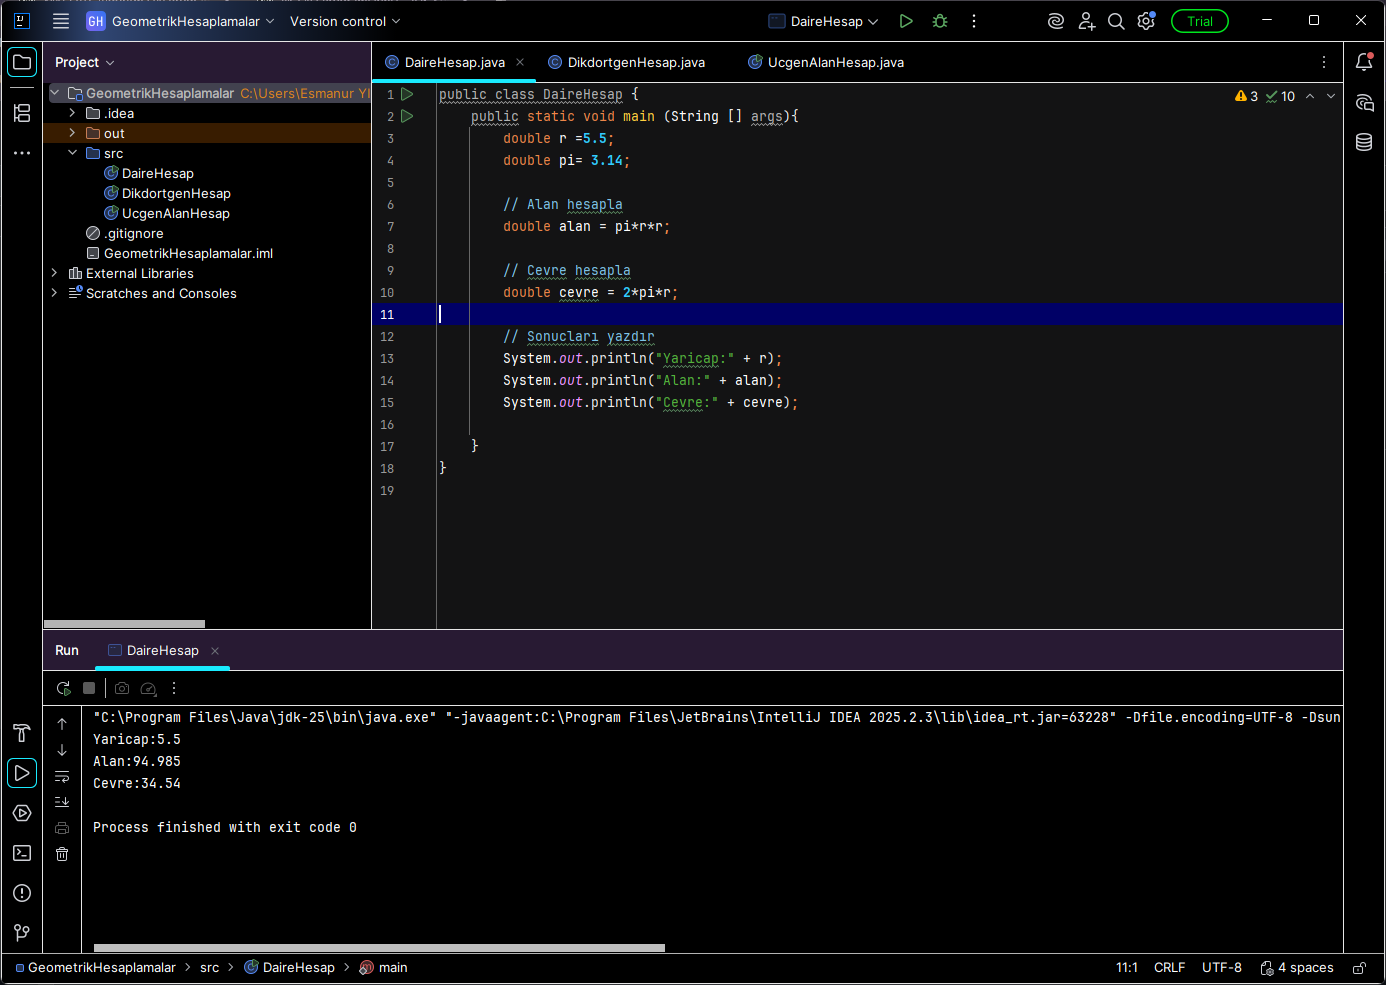 GH GeometrikHesaplamalar Version control DaireHesap Trial
Project
GeometrikHesaplamalar C:\Users\Esmanur YI
.idea
out
src
DaireHesap
DikdortgenHesap
UcgenAlanHesap
.gitignore
GeometrikHesaplamalar.iml
External Libraries
Scratches and Consoles
DaireHesap.java DikdortgenHesap.java UcgenAlanHesap.java
3 10
1 public class DaireHesap {
2 public static void main (String [] args){
3 double r =5.5;
4 double pi= 3.14;
5
6 // Alan hesapla
7 double alan = pi*r*r;
8
9 // Cevre hesapla
10 double cevre = 2*pi*r;
11
12 // Sonucları yazdır
13 System.out.println("Yaricap:" + r);
14 System.out.println("Alan:" + alan);
15 System.out.println("Cevre:" + cevre);
16
17 }
18 }
19
Run DaireHesap
"C:\Program Files\Java\jdk-25\bin\java.exe" "-javaagent:C:\Program Files\JetBrains\IntelliJ IDEA 2025.2.3\lib\idea_rt.jar=63228" -Dfile.encoding=UTF-8 -Dsun
Yaricap:5.5
Alan:94.985
Cevre:34.54
Process finished with exit code 0
GeometrikHesaplamalar src DaireHesap main
11:1 CRLF UTF-8 4 spaces